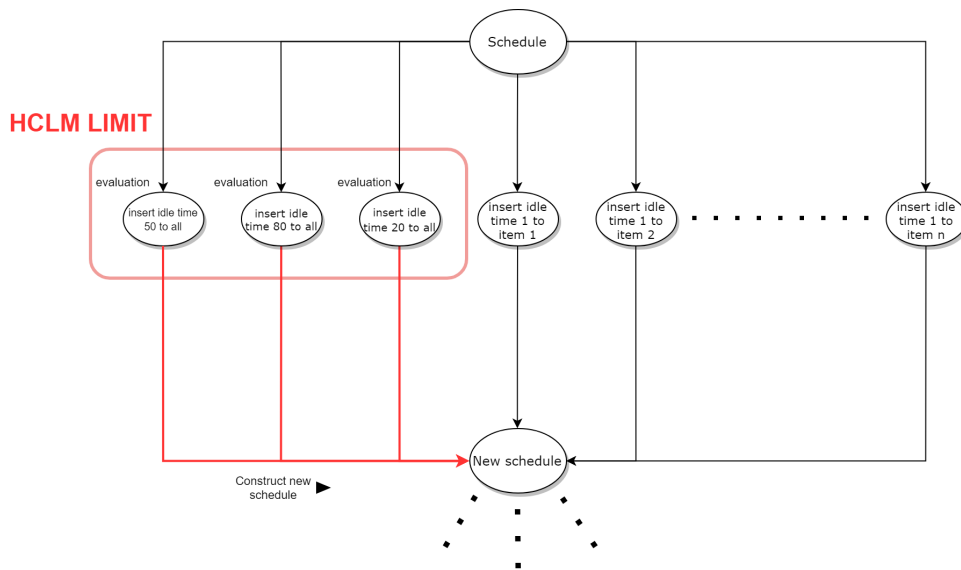 Schedule
HCLM LIMIT
evaluation
evaluation
evaluation
insert idle time
50 to all
insert idle
time 80 to all
insert idle
time 20 to all
insert idle
time 1 to
item 1
insert idle
time 1 to
item 2
insert idle
time 1 to
item n
New schedule
Construct new
schedule